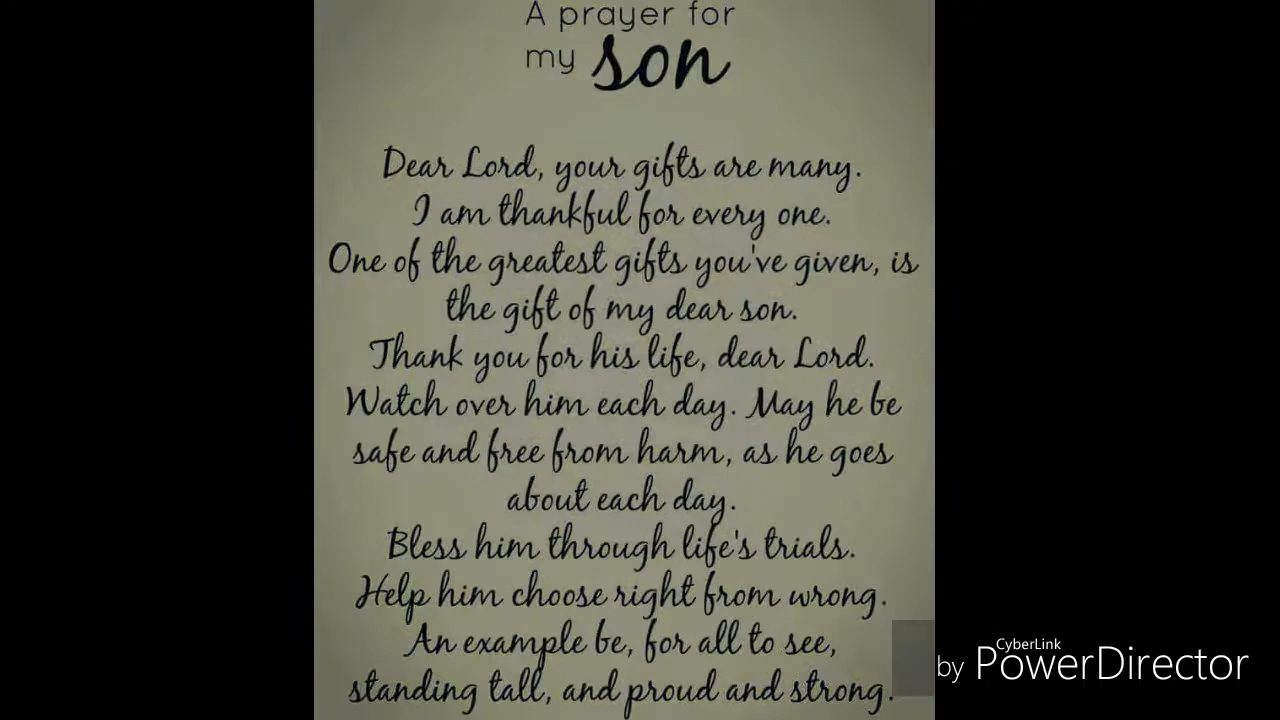 A prayer for
my son
Dear Lord, your gifts are many.
I am thankful for every one.
One of the greatest gifts you've given, is
the gift of my dear son.
Thank you for his life, dear Lord.
Watch over him each day. May he be
safe and free from harm, as he goes
about each day.
Bless him through life's trials.
Help him choose right from wrong.
An example be, for all to see,
standing tall, and proud and strong.
CyberLink
by PowerDirector